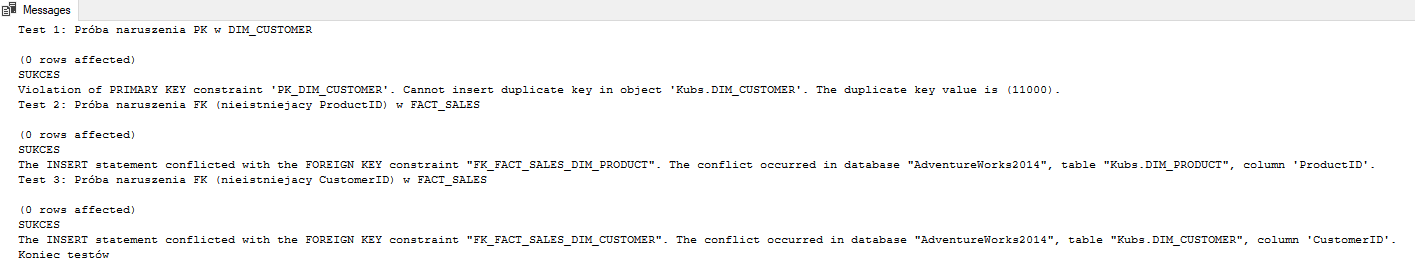 Messages
Test 1: Próba naruszenia PK w DIM_CUSTOMER
(0 rows affected)
SUKCES
Violation of PRIMARY KEY constraint 'PK_DIM_CUSTOMER'. Cannot insert duplicate key in object 'Kubs.DIM_CUSTOMER'. The duplicate key value is (11000).
Test 2: Próba naruszenia FK (nieistniejacy ProductID) w FACT_SALES
(0 rows affected)
SUKCES
The INSERT statement conflicted with the FOREIGN KEY constraint "FK_FACT_SALES_DIM_PRODUCT". The conflict occurred in database "AdventureWorks2014", table "Kubs.DIM_PRODUCT", column 'ProductID'.
Test 3: Próba naruszenia FK (nieistniejacy CustomerID) w FACT_SALES
(0 rows affected)
SUKCES
The INSERT statement conflicted with the FOREIGN KEY constraint "FK_FACT_SALES_DIM_CUSTOMER". The conflict occurred in database "AdventureWorks2014", table "Kubs.DIM_CUSTOMER", column 'CustomerID'.
Koniec testów